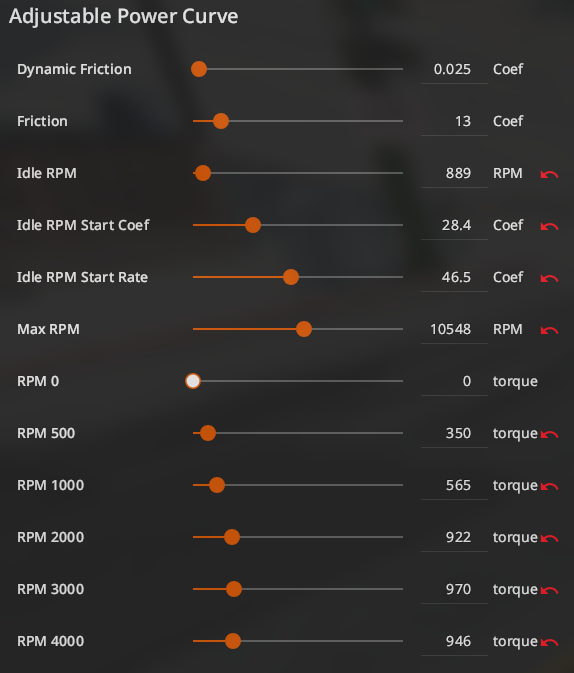 Adjustable Power Curve
Dynamic Friction 0.025 Coef
Friction 13 Coef
Idle RPM 889 RPM
Idle RPM Start Coef 28.4 Coef
Idle RPM Start Rate 46.5 Coef
Max RPM 10548 RPM
RPM 0 0 torque
RPM 500 350 torque
RPM 1000 565 torque
RPM 2000 922 torque
RPM 3000 970 torque
RPM 4000 946 torque